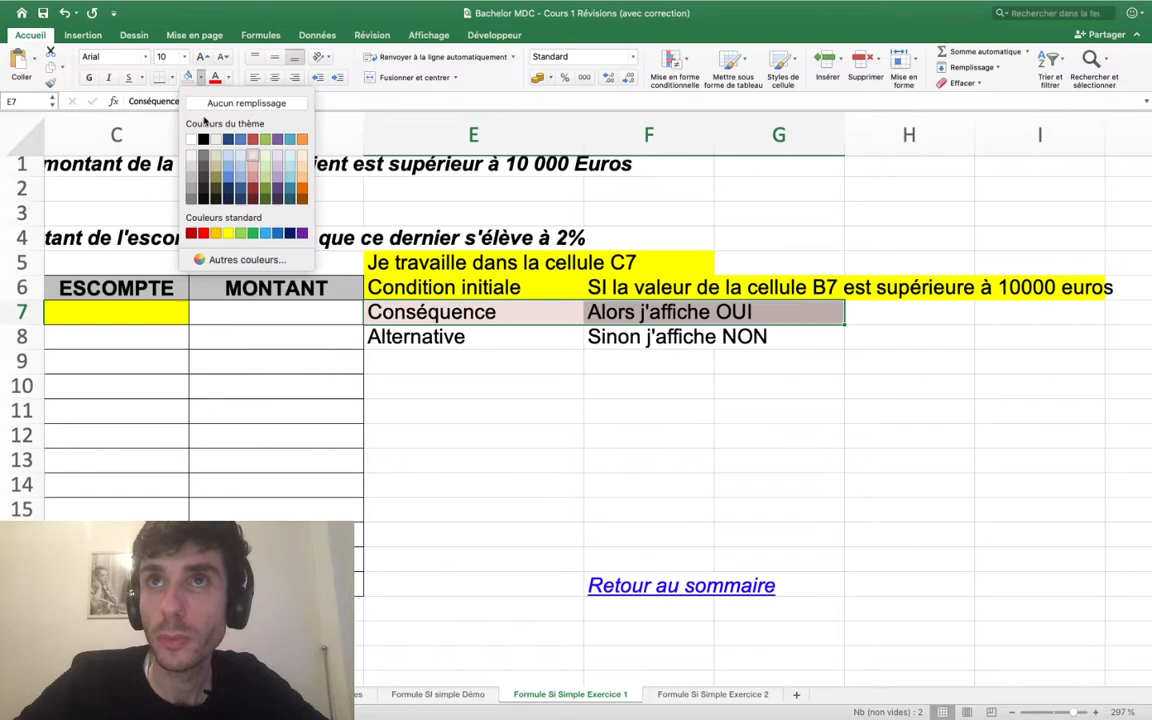 Bachelor MDC - Cours 1 Révisions (avec correction)
Rechercher dans la feu
Accueil Insertion Dessin Mise en page Formules Données Révision Affichage Développeur
Partager
Coller
Arial 10
Renvoyer à la ligne automatiquement
Standard
Mise en forme conditionnelle
Mettre sous forme de tableau
Styles de cellules
Insérer
Supprimer
Mise en forme
Somme automatique
Remplissage
Effacer
Trier et filtrer
Rechercher et sélectionner
G I S
Fusionner et centrer
% 000
E7 fx Conséquence
Aucun remplissage
Couleurs du thème
Couleurs standard
Autres couleurs...
C E F G H I
1 montant de la ient est supérieur à 10 000 Euros
2
3
4 tant de l'escom que ce dernier s'élève à 2%
5 Je travaille dans la cellule C7
6 ESCOMPTE MONTANT Condition initiale SI la valeur de la cellule B7 est supérieure à 10000 euros
7 Conséquence Alors j'affiche OUI
8 Alternative Sinon j'affiche NON
9
10
11
12
13
14
15
Retour au sommaire
es Formule SI simple Démo Formule Si Simple Exercice 1 Formule Si Simple Exercice 2
Nb (non vides) : 2 297 %